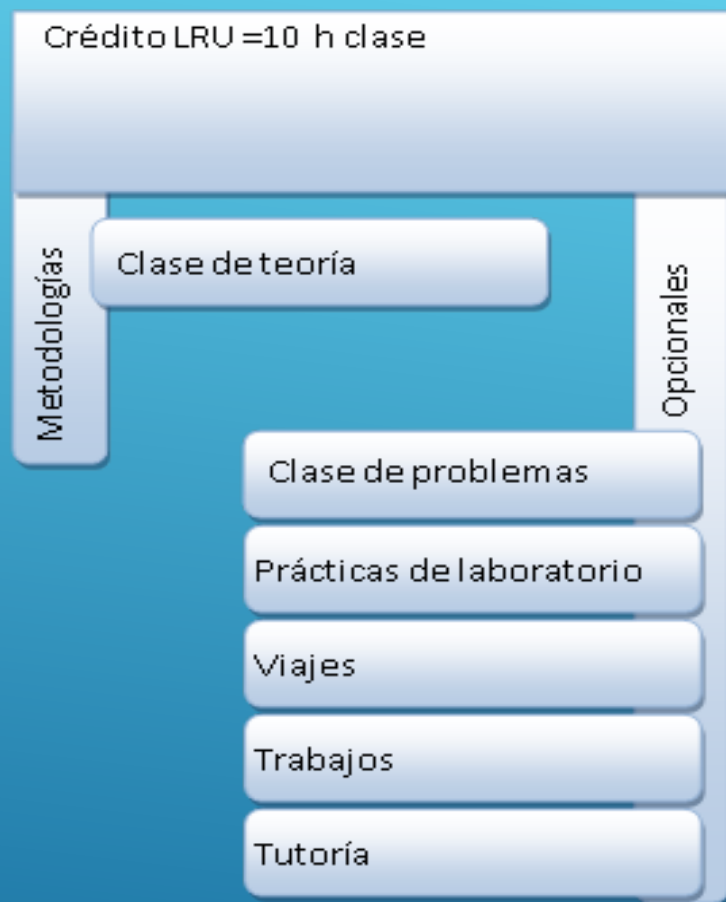 Crédito LRU =10 h clase
Metodologías
Clase de teoría
Opcionales
Clase de problemas
Prácticas de laboratorio
Viajes
Trabajos
Tutoría